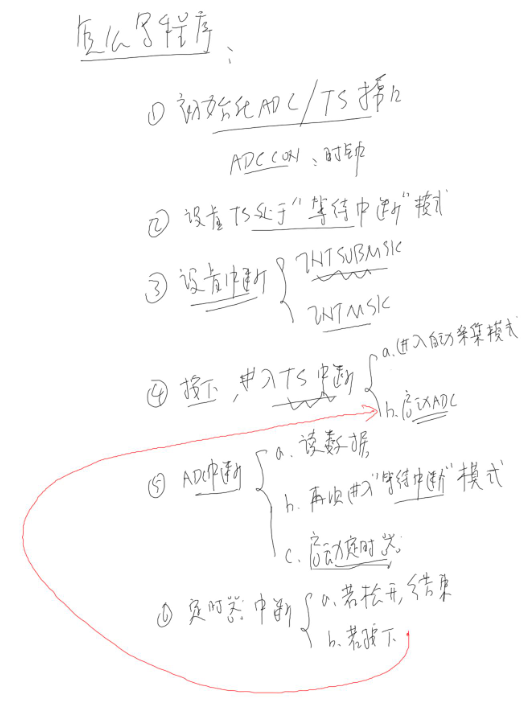 怎么写程序：
① 初始化ADC/TS接口
ADCCON、时钟
② 设置TS处于"等待中断"模式
③ 设置中断
INTSUBMSK
INTMSK
④ 按下,进入TS中断
a.进入自动采集模式
b.启动ADC
⑤ ADC中断
a. 读数据
b. 再次进入"等待中断"模式
c. 启动定时器
⑥ 定时器中断
a.若松开,结束
b.若按下